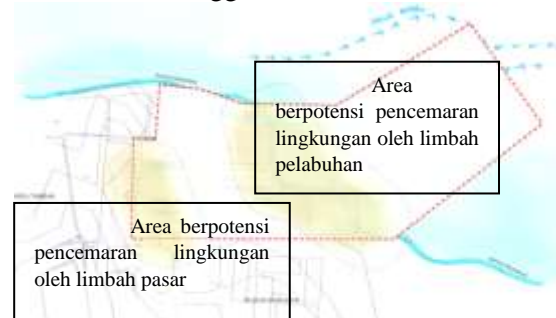 Area
berpotensi pencemaran
lingkungan oleh limbah
pelabuhan
Area berpotensi
pencemaran lingkungan
oleh limbah pasar